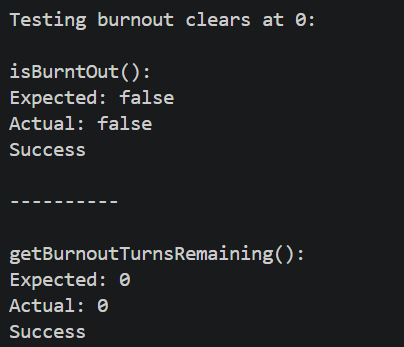 Testing burnout clears at 0:
isBurntOut():
Expected: false
Actual: false
Success
----------
getBurnoutTurnsRemaining():
Expected: 0
Actual: 0
Success